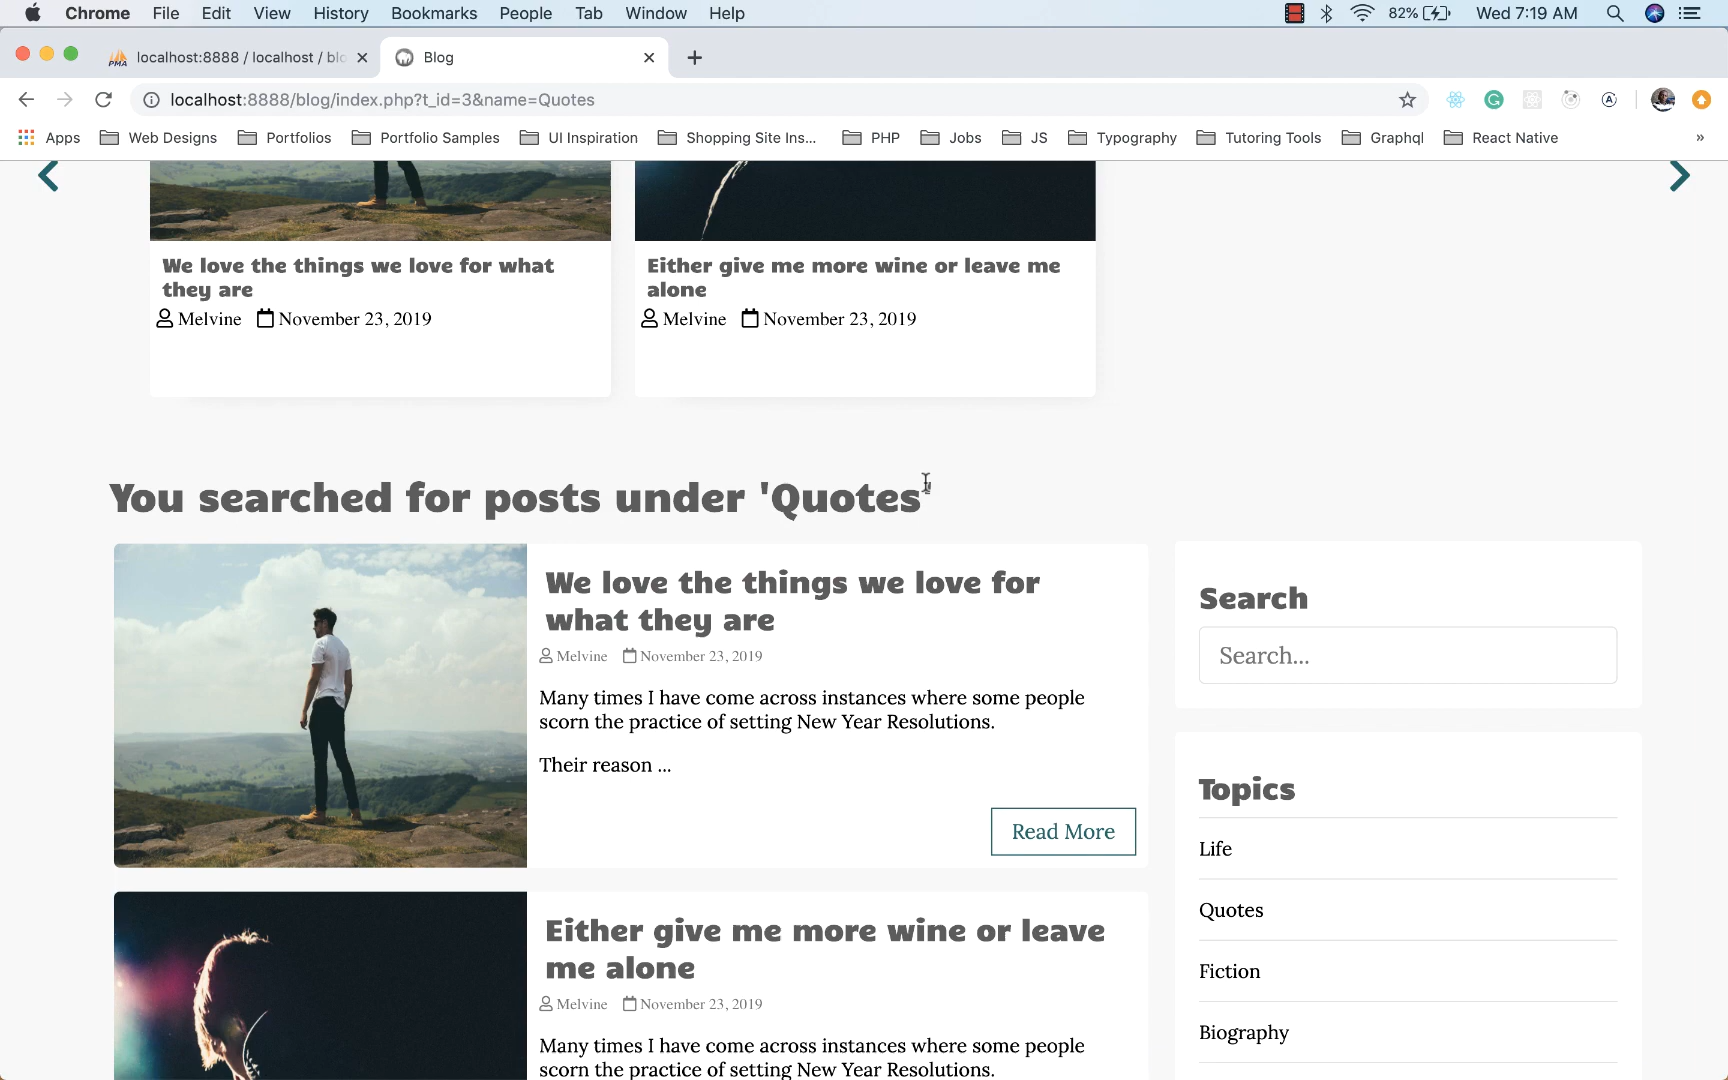 Chrome File Edit View History Bookmarks People Tab Window Help 82% Wed 7:19 AM
PMA localhost:8888 / localhost / blo Blog
localhost:8888/blog/index.php?t_id=3&name=Quotes
Apps Web Designs Portfolios Portfolio Samples UI Inspiration Shopping Site Ins... PHP Jobs JS Typography Tutoring Tools Graphql React Native »
We love the things we love for what
they are
Melvine November 23, 2019
Either give me more wine or leave me
alone
Melvine November 23, 2019
You searched for posts under 'Quotes'
We love the things we love for
what they are
Melvine November 23, 2019
Many times I have come across instances where some people
scorn the practice of setting New Year Resolutions.
Their reason ...
Read More
Either give me more wine or leave
me alone
Melvine November 23, 2019
Many times I have come across instances where some people
scorn the practice of setting New Year Resolutions.
Search
Search...
Topics
Life
Quotes
Fiction
Biography